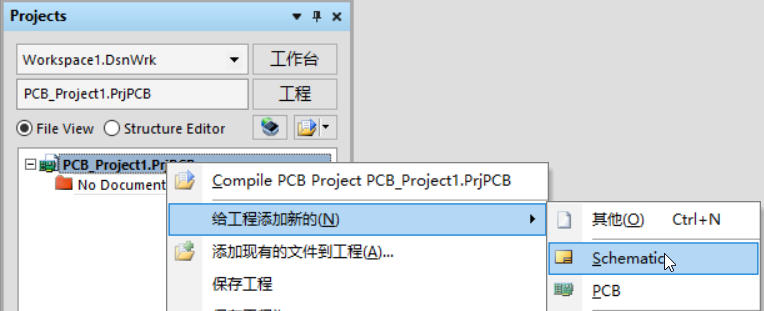 Projects
Workspace1.DsnWrk
工作台
PCB_Project1.PrjPCB
工程
File View
Structure Editor
PCB_Project1.PrjPCB
No Document
Compile PCB Project PCB_Project1.PrjPCB
给工程添加新的(N)
其他(O) Ctrl+N
添加现有的文件到工程(A)...
Schematic
保存工程
PCB